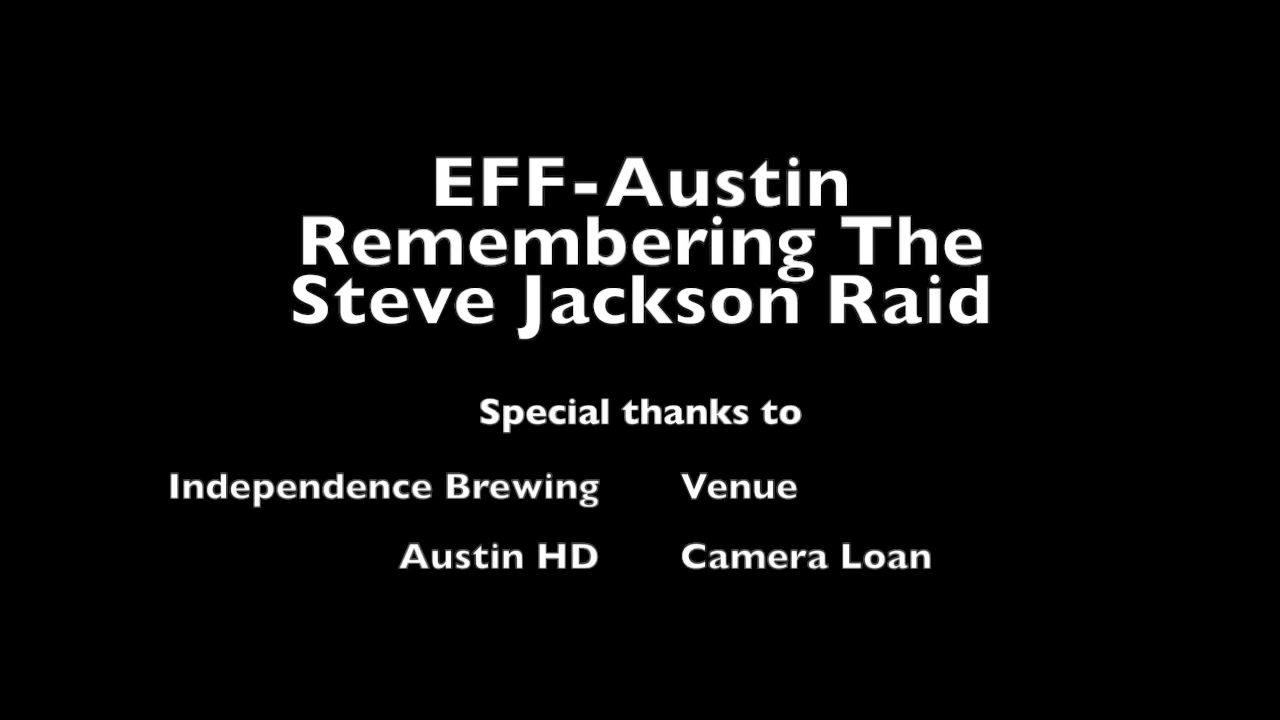 EFF-Austin
Remembering The
Steve Jackson Raid
Special thanks to
Independence Brewing Venue
Austin HD Camera Loan